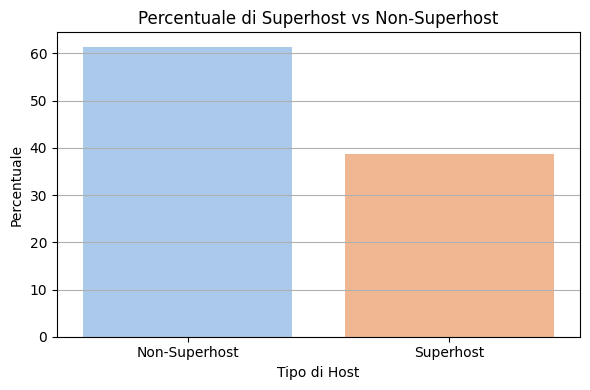 Percentuale di Superhost vs Non-Superhost
60
50
40
30
20
10
0
Percentuale
Non-Superhost
Superhost
Tipo di Host